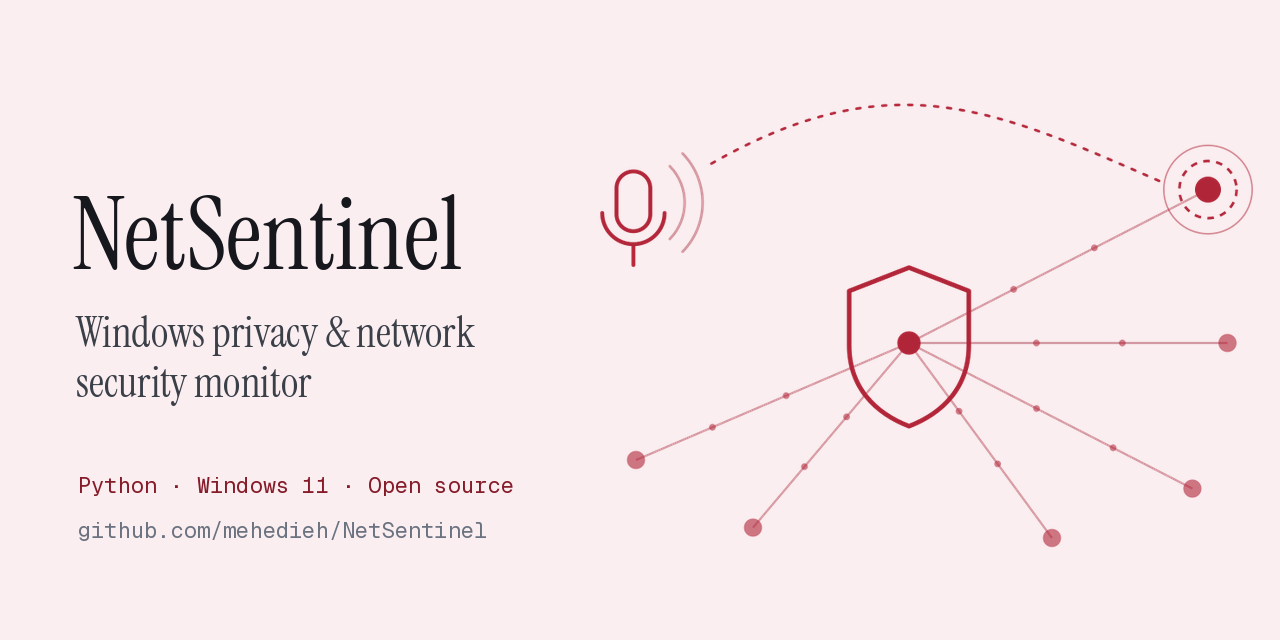 NetSentinel
Windows privacy & network
security monitor
Python · Windows 11 · Open source
github.com/mehedieh/NetSentinel